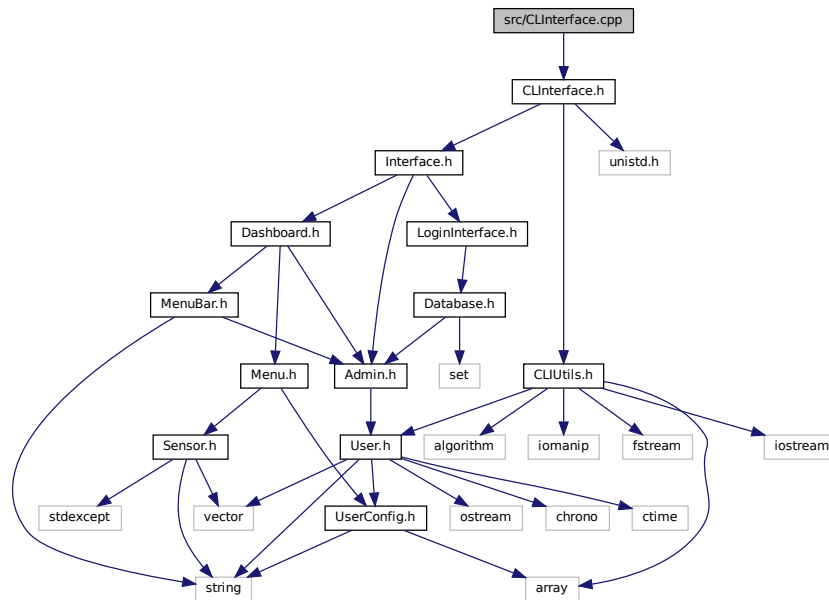 src/CLInterface.cpp
CLInterface.h
Interface.h
unistd.h
Dashboard.h
LoginInterface.h
MenuBar.h
Database.h
Menu.h
Admin.h
set
CLIUtils.h
Sensor.h
User.h
algorithm
iomanip
fstream
iostream
stdexcept
vector
UserConfig.h
ostream
chrono
ctime
string
array